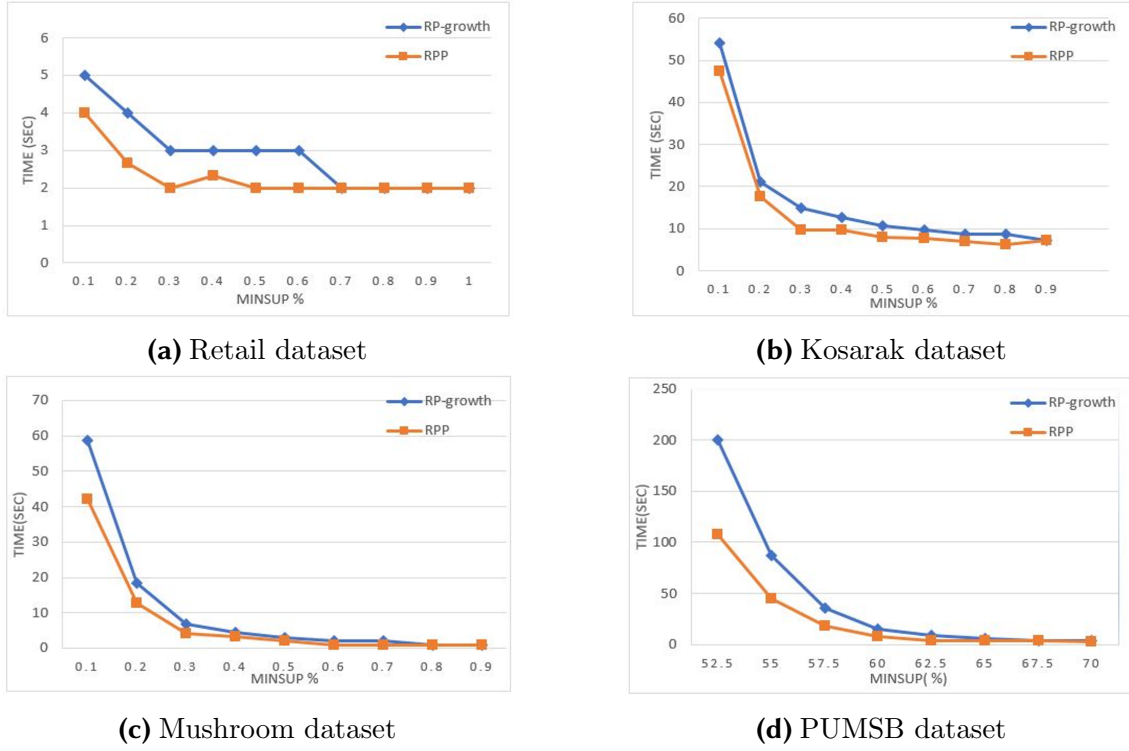 RP-growth
RPP
TIME (SEC)
6
5
4
3
2
1
0
0.1 0.2 0.3 0.4 0.5 0.6 0.7 0.8 0.9 1
MINSUP %
(a) Retail dataset
RP-growth
RPP
TIME (SEC)
60
50
40
30
20
10
0
0.1 0.2 0.3 0.4 0.5 0.6 0.7 0.8 0.9
MINSUP %
(b) Kosarak dataset
RP-growth
RPP
TIME(SEC)
70
60
50
40
30
20
10
0
0.1 0.2 0.3 0.4 0.5 0.6 0.7 0.8 0.9
MINSUP %
(c) Mushroom dataset
RP-growth
RPP
TIME(SEC)
250
200
150
100
50
0
52.5 55 57.5 60 62.5 65 67.5 70
MINSUP( %)
(d) PUMSB dataset